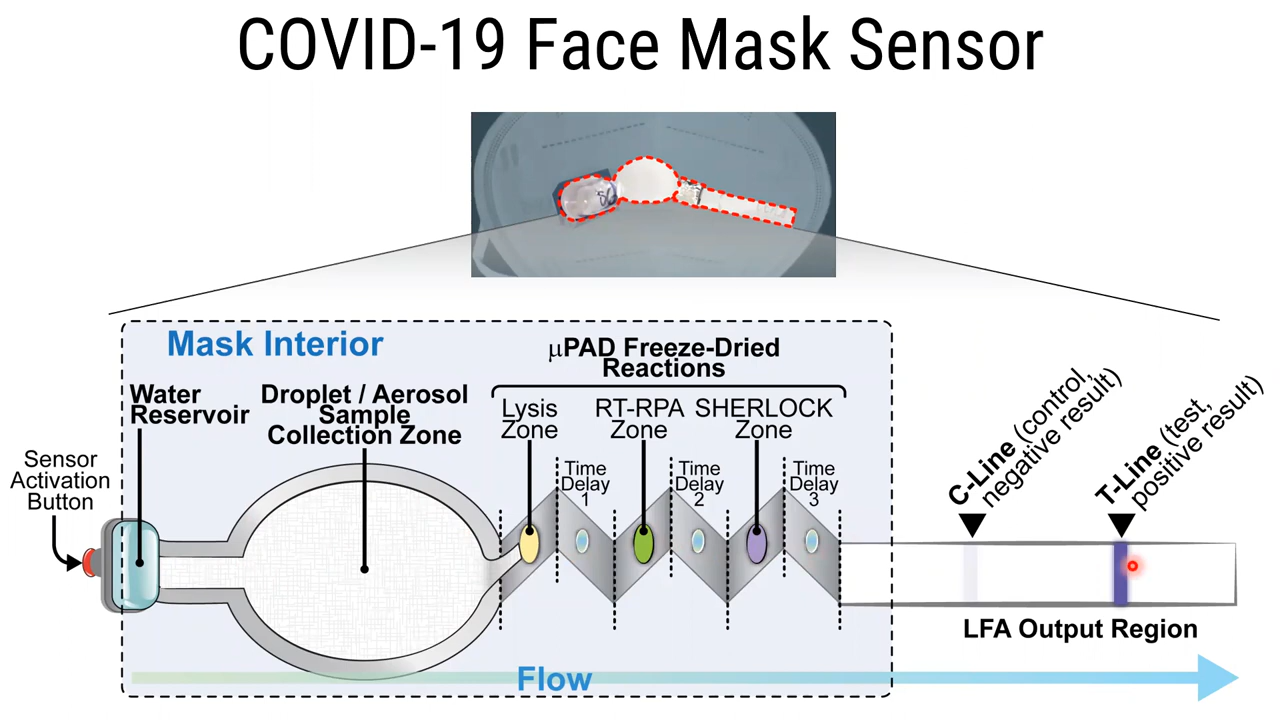 COVID-19 Face Mask Sensor
Mask Interior
μPAD Freeze-Dried
Reactions
Water
Reservoir
Droplet / Aerosol
Sample
Collection Zone
Lysis
Zone
RT-RPA
Zone
SHERLOCK
Zone
Sensor
Activation
Button
Time
Delay
1
Time
Delay
2
Time
Delay
3
C-Line (control,
negative result)
T-Line (test,
positive result)
LFA Output Region
Flow